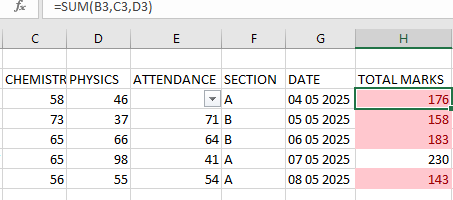 fx =SUM(B3,C3,D3)
C D E F G H
CHEMISTR PHYSICS ATTENDANCE SECTION DATE TOTAL MARKS
58 46 A 04 05 2025 176
73 37 71 B 05 05 2025 158
65 66 64 B 06 05 2025 183
65 98 41 A 07 05 2025 230
56 55 54 A 08 05 2025 143